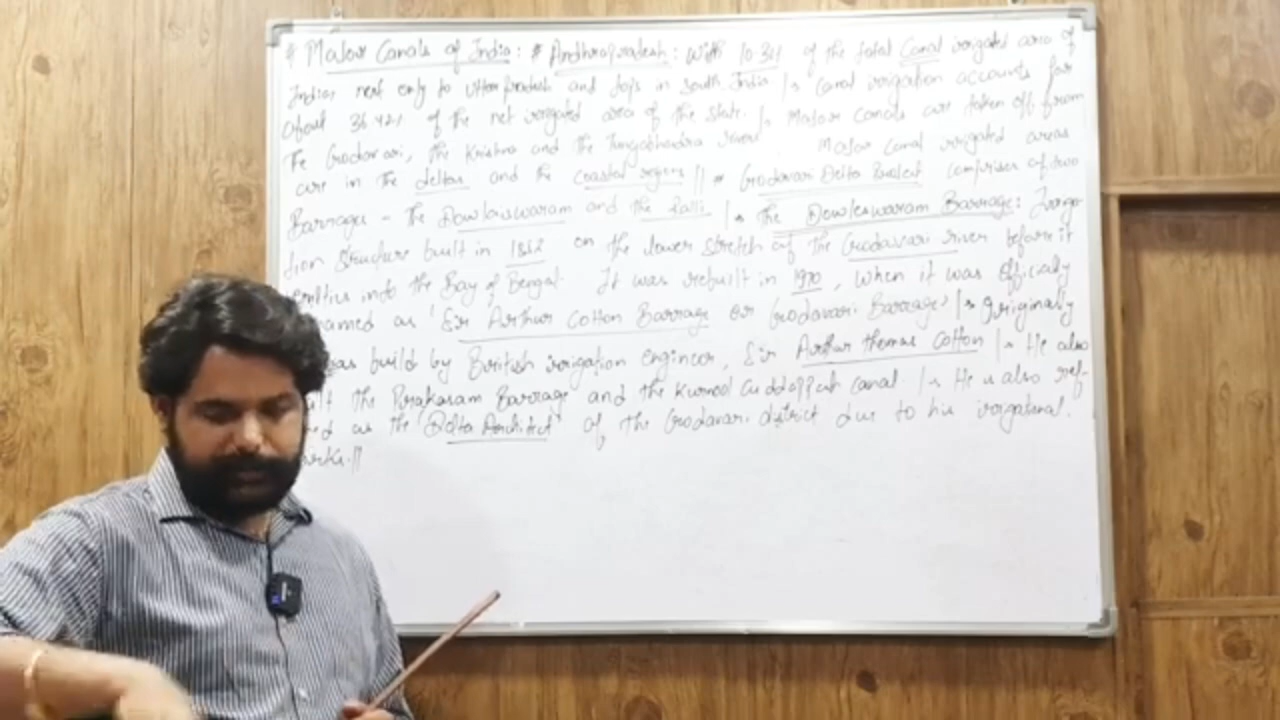 # Major Canals of India: # Andhrapradesh: With 10.34% of the total Canal irrigated area of
India, next only to Uttar pradesh and tops in South India. |→ Canal irrigation accounts for
about 36.42% of the net irrigated area of the state. |→ Major Canals are taken off from
the Godavari, the Krishna and the Tungabhandra rivers. Major Canal irrigated areas
are in the deltas and the coastal regions || # Godavari Delta comprises of two
Barrages - the Dowlaiswaram and the Ralli |→ The Dowleswaram Barrage: Irriga-
tion Structure built in 1852 on the lower stretch of the Godavari river before it
empties into the Bay of Bengal. It was rebuilt in 1970, when it was officially
named as 'Sir Arthur Cotton Barrage or Godavari Barrage' |→ Originally
was build by British irrigation engineer, Sir Arthur thomas Cotton |→ He also
the Prakasam Barrage and the Kurnool Cuddappah canal |→ He is also ref-
ed as the "Delta Architect" of the Godavari district due to his irrigational
works.||